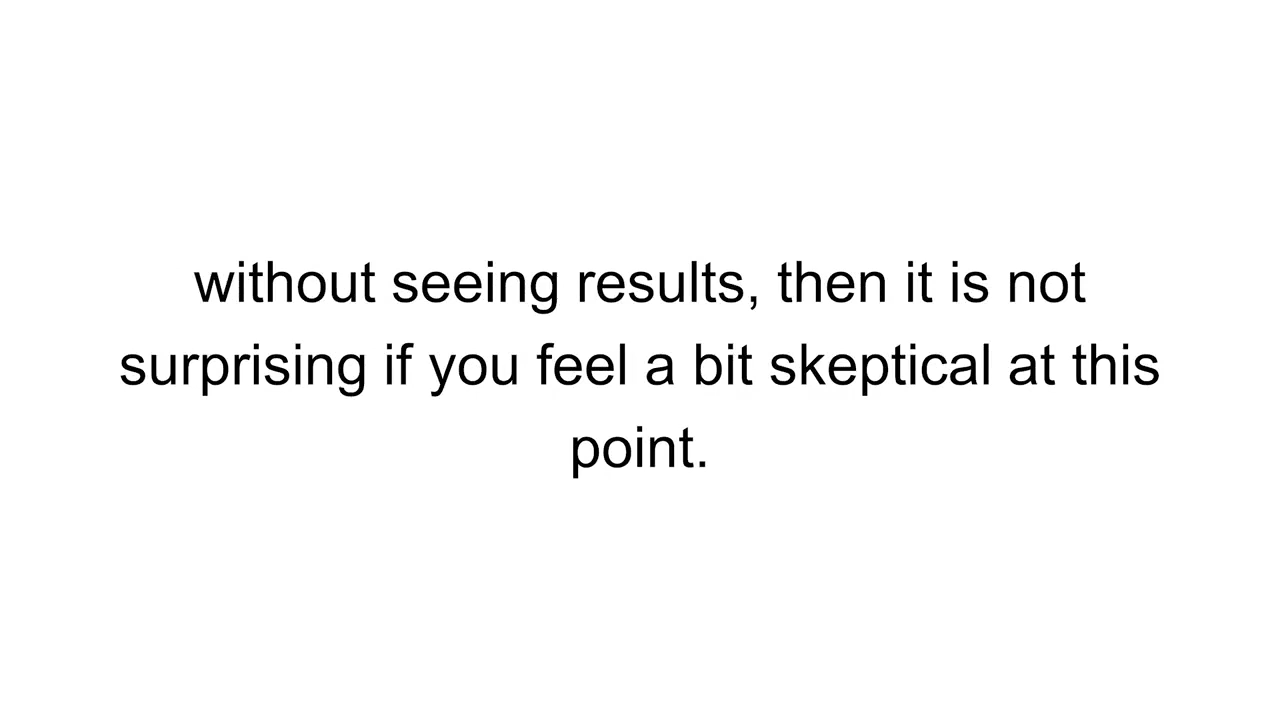 without seeing results, then it is not
surprising if you feel a bit skeptical at this
point.